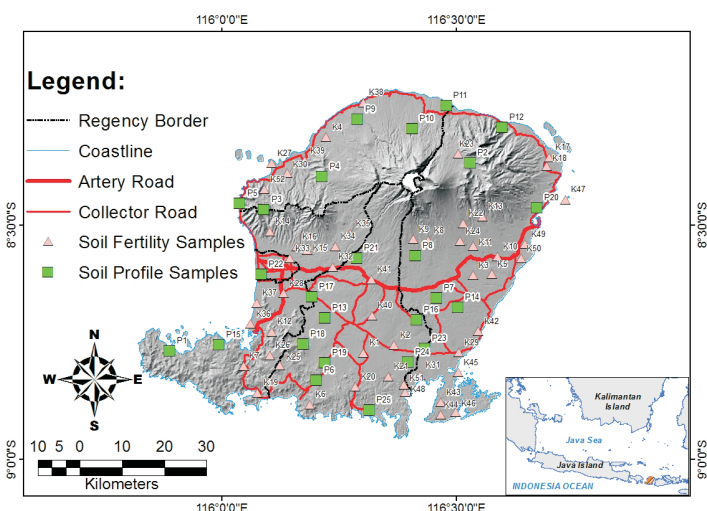 116°0'0"E
116°30'0"E
Legend:
Regency Border
Coastline
Artery Road
Collector Road
Soil Fertility Samples
Soil Profile Samples
8°30'0"S
8°30'0"S
9°0'0"S
9°0'0"S
116°0'0"E
116°30'0"E
K38
P11
P9
P10
P12
K4
K17
K27
K39
K23
P2
K18
K30
P4
K52
K47
P5
P3
K13
P20
K22
K14
K35
K9
K8
K24
K49
K16
K34
K11
K33
K15
P21
P8
K10
K50
K32
K5
P22
K3
K41
K28
K37
P17
P7
P14
K36
P13
K40
P16
K12
K42
P1
P15
P18
K1
K2
P23
K29
K26
K25
P19
P24
K7
K21
K31
K45
P6
K20
K51
K19
K6
K48
K43
P25
K44
K46
N
W
E
S
10 5 0 10 20 30
Kilometers
Kalimantan
Island
Java Sea
Java Island
INDONESIA OCEAN